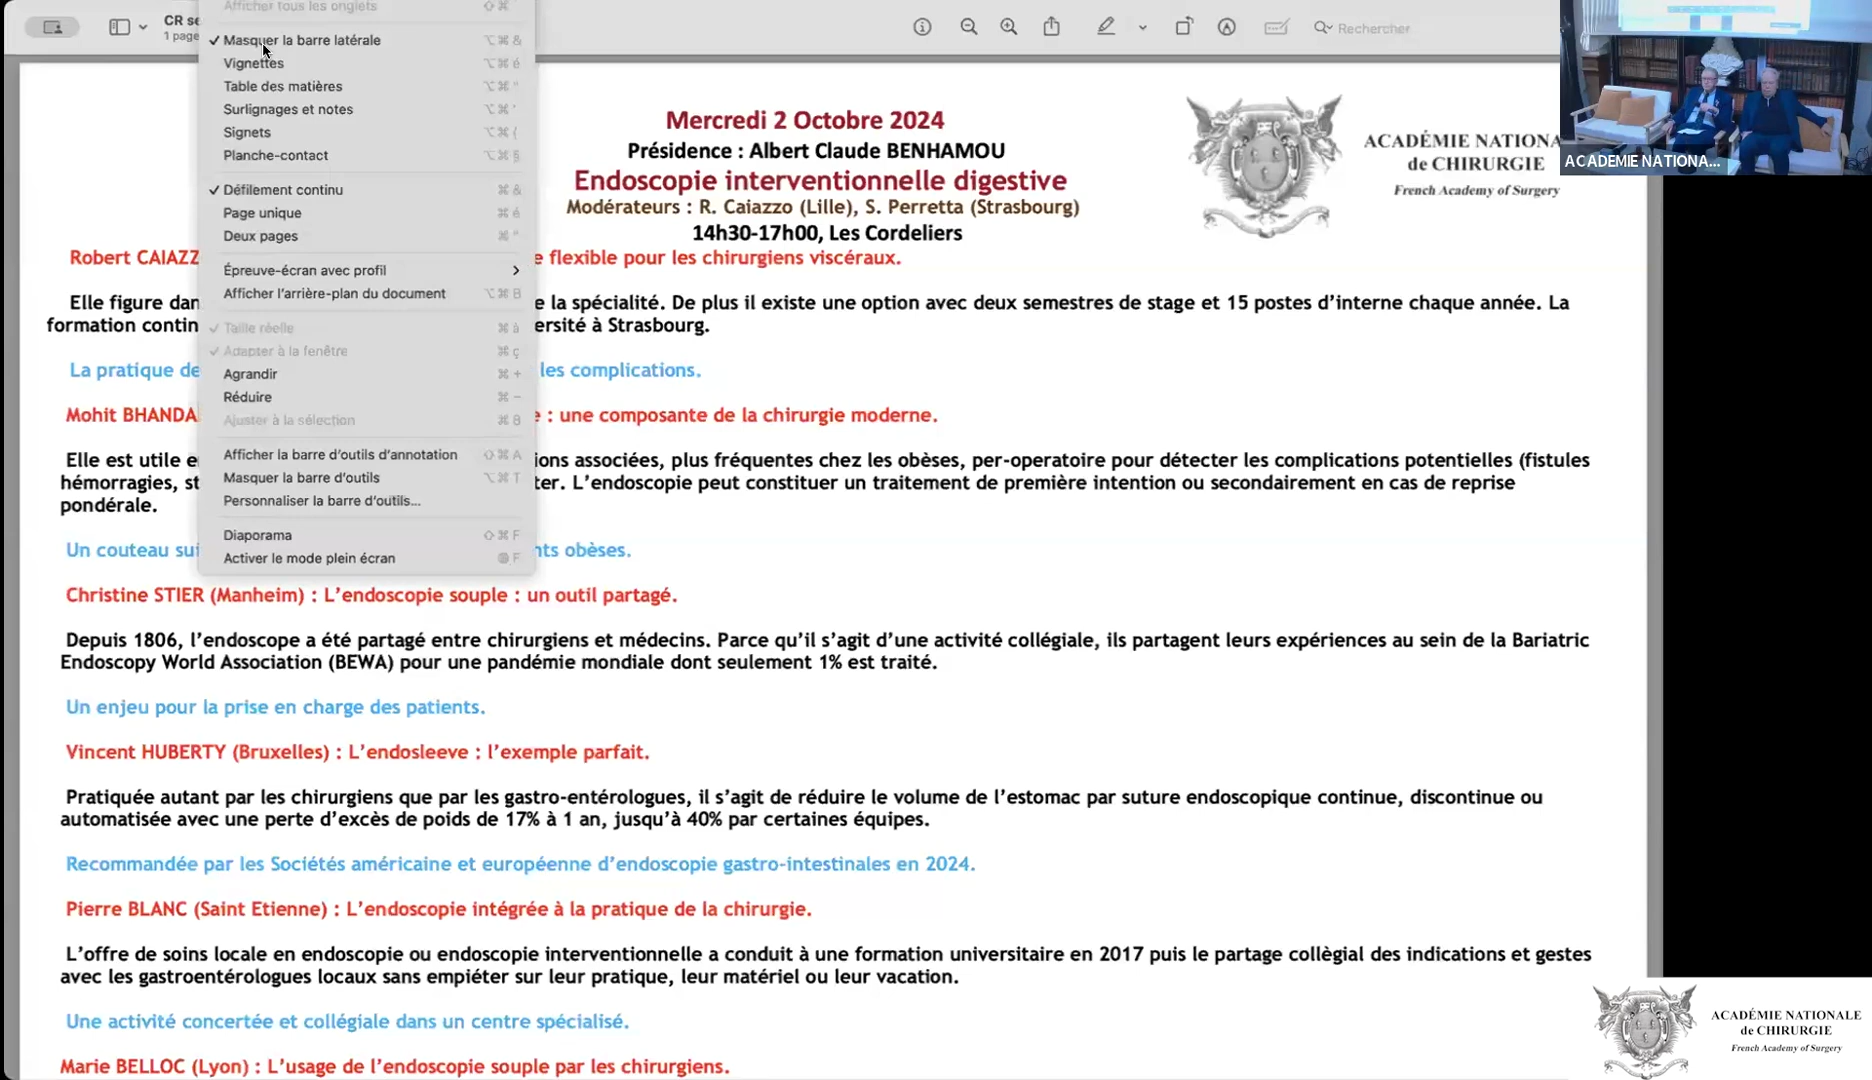 Afficher tous les onglets
CR se
1 page
Masquer la barre latérale
Vignettes
Table des matières
Surlignages et notes
Signets
Planche-contact
Défilement continu
Page unique
Deux pages
Épreuve-écran avec profil
Afficher l'arrière-plan du document
Taille réelle
Adapter à la fenêtre
Agrandir
Réduire
Ajuster à la sélection
Afficher la barre d'outils d'annotation
Masquer la barre d'outils
Personnaliser la barre d'outils...
Diaporama
Activer le mode plein écran
Rechercher
ACADEMIE NATIONA...
Mercredi 2 Octobre 2024
Présidence : Albert Claude BENHAMOU
Endoscopie interventionnelle digestive
Modérateurs : R. Caiazzo (Lille), S. Perretta (Strasbourg)
14h30-17h00, Les Cordeliers
ACADÉMIE NATIONA
de CHIRURGIE
French Academy of Surgery
Robert CAIAZZ e flexible pour les chirurgiens viscéraux.
Elle figure dan e la spécialité. De plus il existe une option avec deux semestres de stage et 15 postes d'interne chaque année. La
formation contin ersité à Strasbourg.
La pratique de les complications.
Mohit BHANDA e : une composante de la chirurgie moderne.
Elle est utile e ions associées, plus fréquentes chez les obèses, per-operatoire pour détecter les complications potentielles (fistules
hémorragies, st ter. L'endoscopie peut constituer un traitement de première intention ou secondairement en cas de reprise
pondérale.
Un couteau sui nts obèses.
Christine STIER (Manheim) : L'endoscopie souple : un outil partagé.
Depuis 1806, l'endoscope a été partagé entre chirurgiens et médecins. Parce qu'il s'agit d'une activité collégiale, ils partagent leurs expériences au sein de la Bariatric
Endoscopy World Association (BEWA) pour une pandémie mondiale dont seulement 1% est traité.
Un enjeu pour la prise en charge des patients.
Vincent HUBERTY (Bruxelles) : L'endosleeve : l'exemple parfait.
Pratiquée autant par les chirurgiens que par les gastro-entérologues, il s'agit de réduire le volume de l'estomac par suture endoscopique continue, discontinue ou
automatisée avec une perte d'excès de poids de 17% à 1 an, jusqu'à 40% par certaines équipes.
Recommandée par les Sociétés américaine et européenne d'endoscopie gastro-intestinales en 2024.
Pierre BLANC (Saint Etienne) : L'endoscopie intégrée à la pratique de la chirurgie.
L'offre de soins locale en endoscopie ou endoscopie interventionnelle a conduit à une formation universitaire en 2017 puis le partage collègial des indications et gestes
avec les gastroentérologues locaux sans empiéter sur leur pratique, leur matériel ou leur vacation.
Une activité concertée et collégiale dans un centre spécialisé.
Marie BELLOC (Lyon) : L'usage de l'endoscopie souple par les chirurgiens.
ACADÉMIE NATIONALE
de CHIRURGIE
French Academy of Surgery